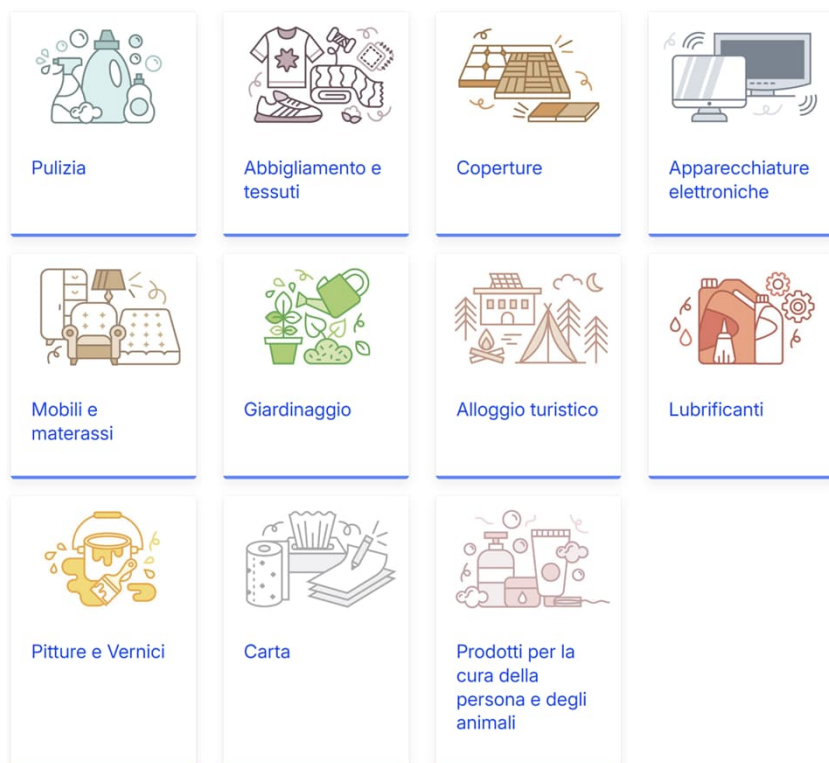 Pulizia
Abbigliamento e
tessuti
Coperture
Apparecchiature
elettroniche
Mobili e
materassi
Giardinaggio
Alloggio turistico
Lubrificanti
Pitture e Vernici
Carta
Prodotti per la
cura della
persona e degli
animali